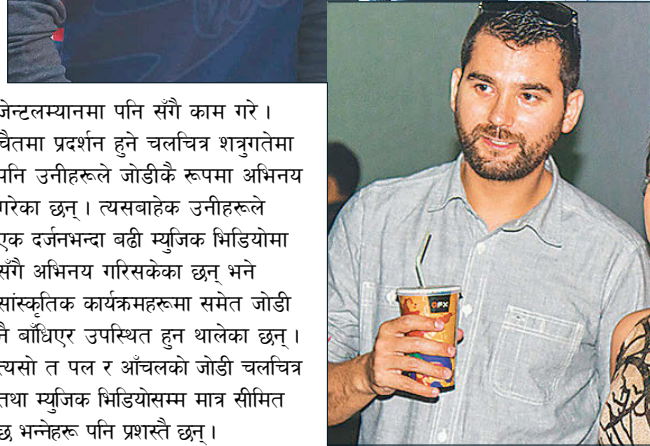 जेन्टलम्यानमा पनि सँगै काम गरे ।
चैतमा प्रदर्शन हुने चलचित्र शत्रुगतेमा
पनि उनीहरूले जोडीकै रूपमा अभिनय
गरेका छन् । त्यसबाहेक उनीहरूले
एक दर्जनभन्दा बढी म्युजिक भिडियोमा
सँगै अभिनय गरिसकेका छन् भने
सांस्कृतिक कार्यक्रमहरूमा समेत जोडी
नै बाँधिएर उपस्थित हुन थालेका छन् ।
त्यसो त पल र आँचलको जोडी चलचित्र
तथा म्युजिक भिडियोसम्म मात्र सीमित
छ भन्नेहरू पनि प्रशस्तै छन् ।
QFX